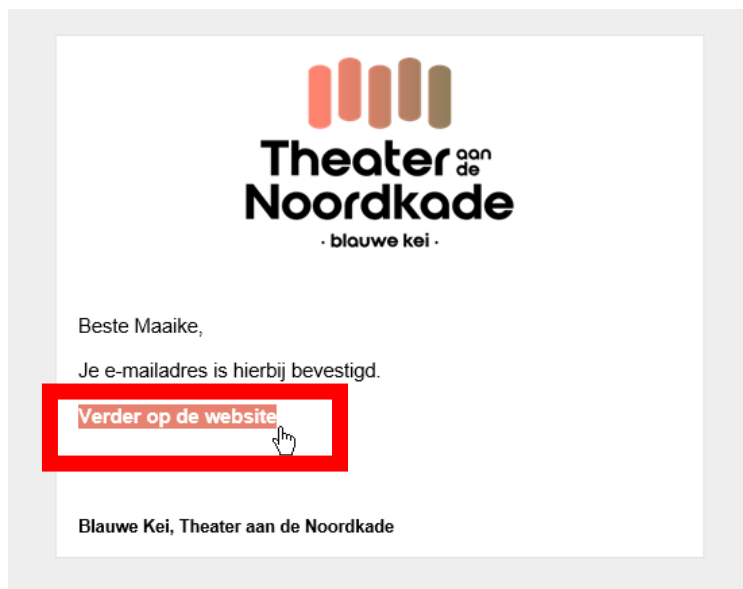 Theater aan de
Noordkade
· blauwe kei ·
Beste Maaike,
Je e-mailadres is hierbij bevestigd.
Verder op de website
Blauwe Kei, Theater aan de Noordkade